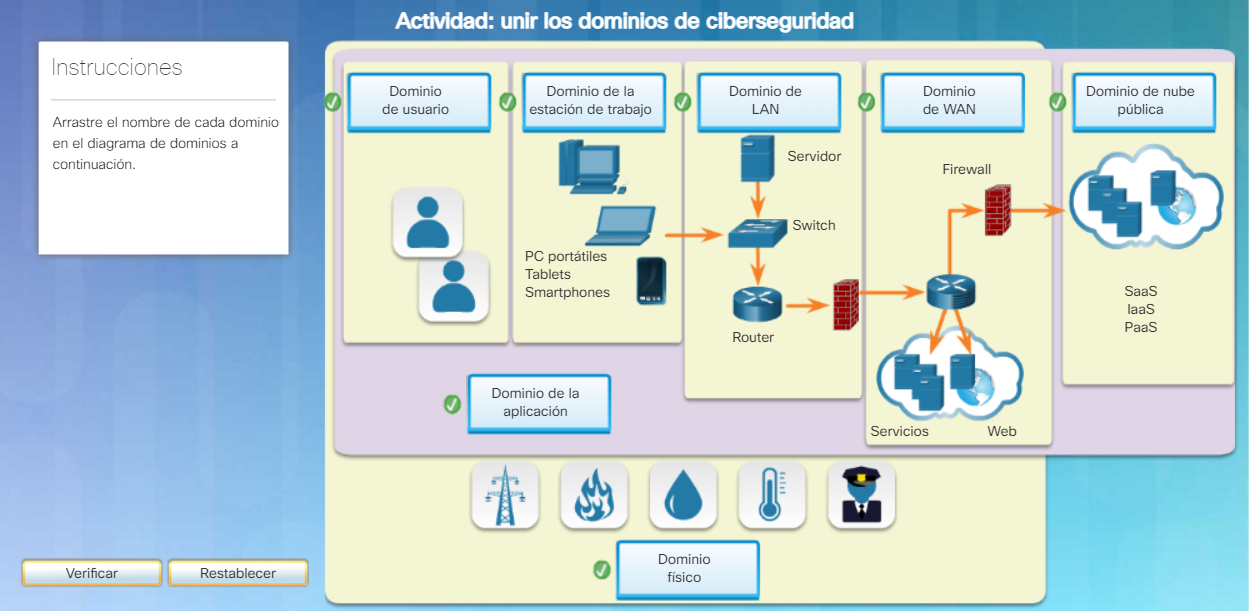 Actividad: unir los dominios de ciberseguridad
Instrucciones
Arrastre el nombre de cada dominio
en el diagrama de dominios a
continuación.
Dominio
de usuario
Dominio de la
estación de trabajo
Dominio de
LAN
Dominio
de WAN
Dominio de nube
pública
Servidor
Firewall
Switch
PC portátiles
Tablets
Smartphones
Router
SaaS
IaaS
PaaS
Dominio de la
aplicación
Servicios
Web
Dominio
físico
Verificar
Restablecer